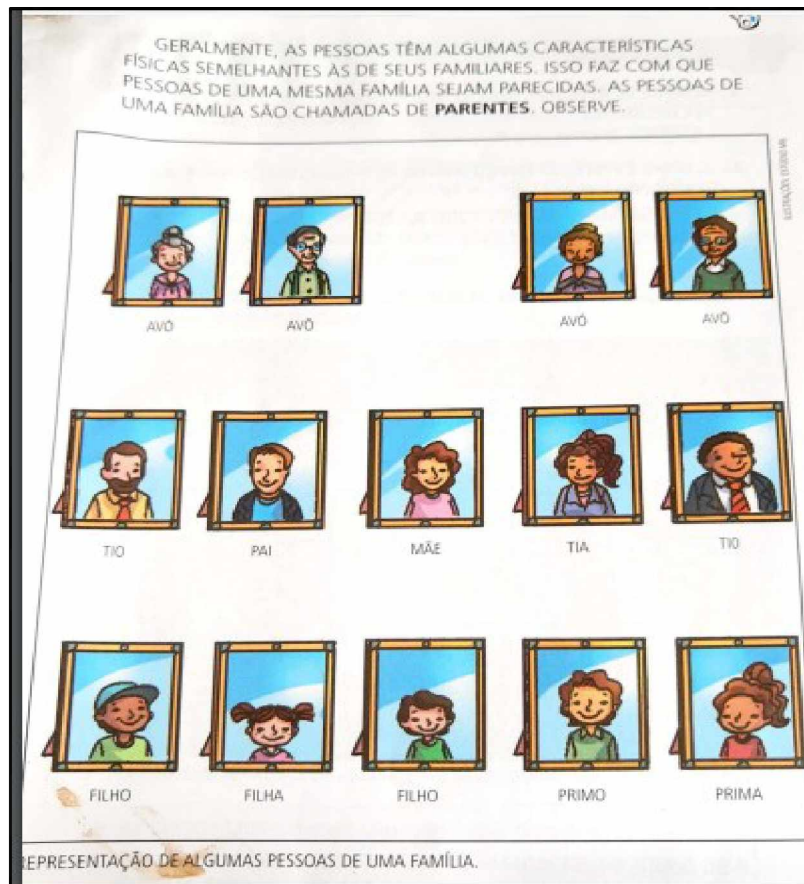 GERALMENTE, AS PESSOAS TÊM ALGUMAS CARACTERÍSTICAS
FÍSICAS SEMELHANTES ÀS DE SEUS FAMILIARES. ISSO FAZ COM QUE
PESSOAS DE UMA MESMA FAMÍLIA SEJAM PARECIDAS. AS PESSOAS DE
UMA FAMÍLIA SÃO CHAMADAS DE PARENTES. OBSERVE.
AVÓ AVÔ AVÓ AVÔ
TIO PAI MÃE TIA TIO
FILHO FILHA FILHO PRIMO PRIMA
REPRESENTAÇÃO DE ALGUMAS PESSOAS DE UMA FAMÍLIA.